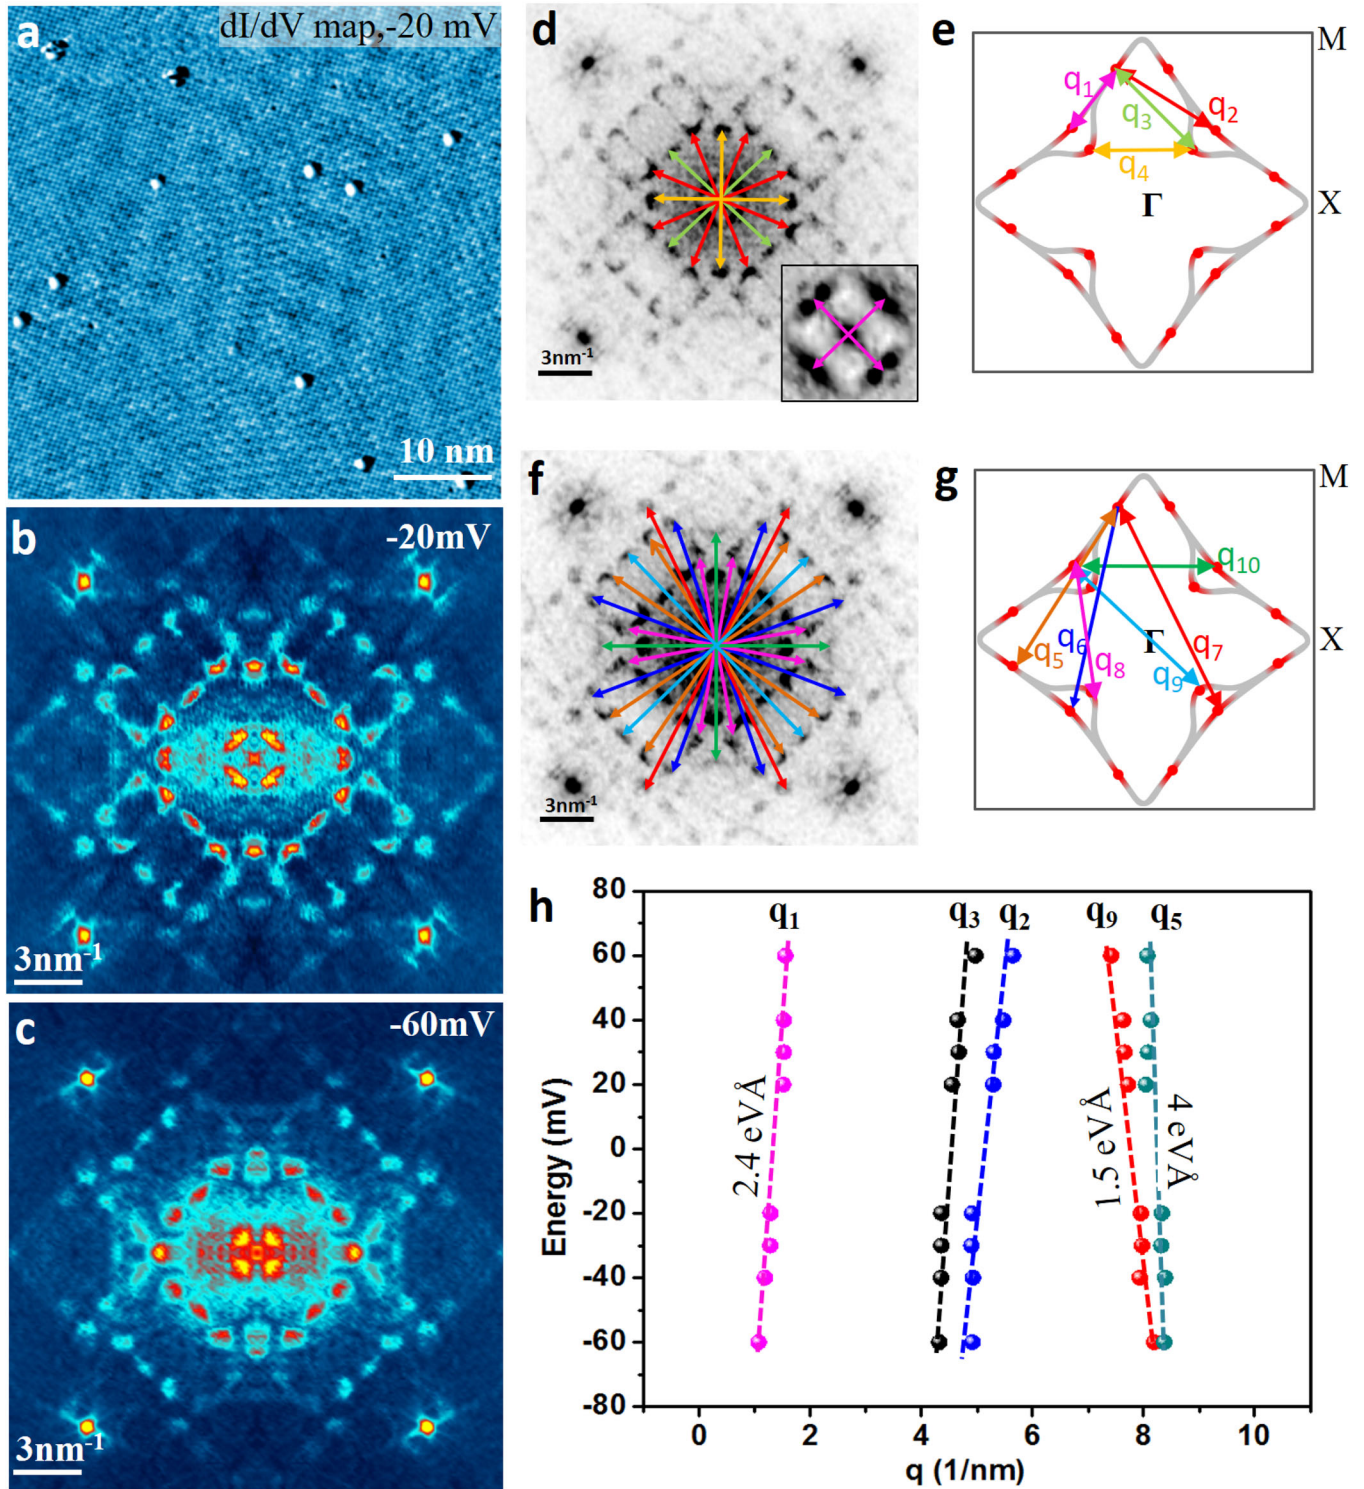 a
dI/dV map,-20 mV
10 nm
b
-20mV
3nm-1
c
-60mV
3nm-1
d
3nm-1
e
M
q1
q2
q3
q4
Γ
X
f
3nm-1
g
M
q10
Γ
X
q5
q6
q7
q8
q9
h
80
60
40
20
0
-20
-40
-60
-80
Energy (mV)
q1
q3
q2
q9
q5
2.4 eVÅ
1.5 eVÅ
4 eVÅ
0
2
4
6
8
10
q (1/nm)